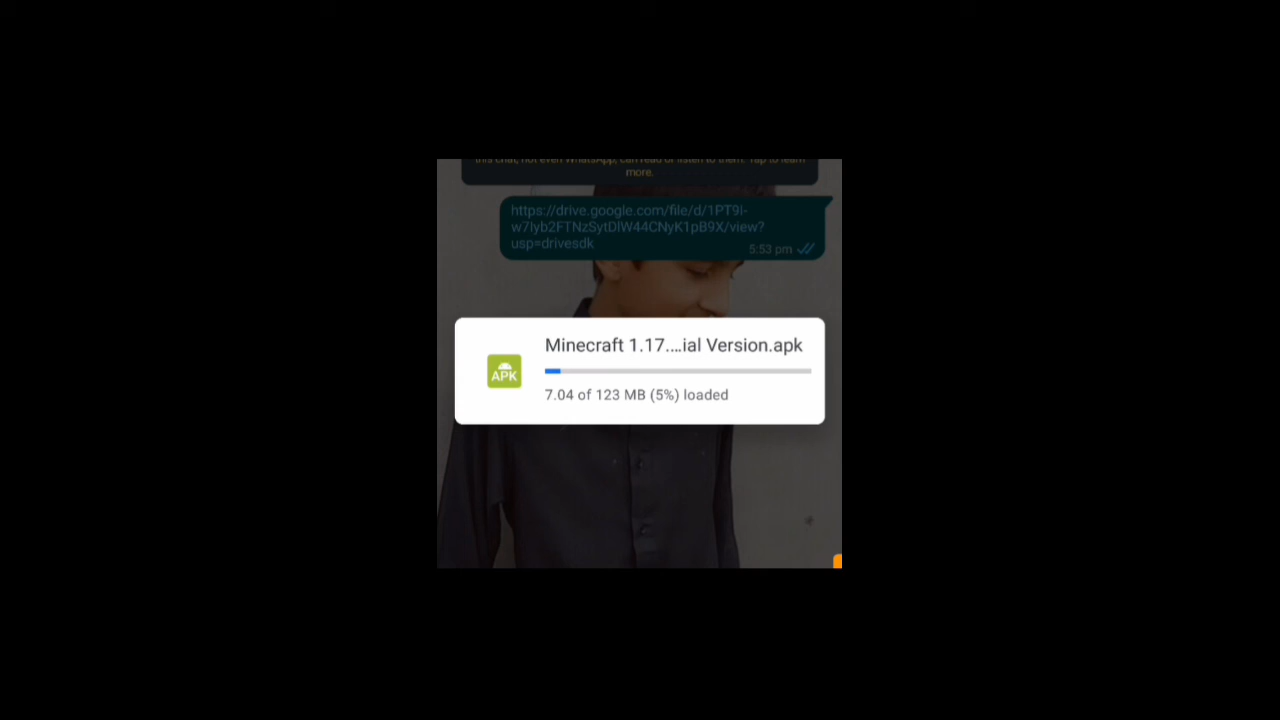 this chat, not even WhatsApp, can read or listen to them. Tap to learn
more.
https://drive.google.com/file/d/1PT9I-
w7Iyb2FTNzSytDlW44CNyK1pB9X/view?
usp=drivesdk
5:53 pm
Minecraft 1.17....ial Version.apk
APK
7.04 of 123 MB (5%) loaded